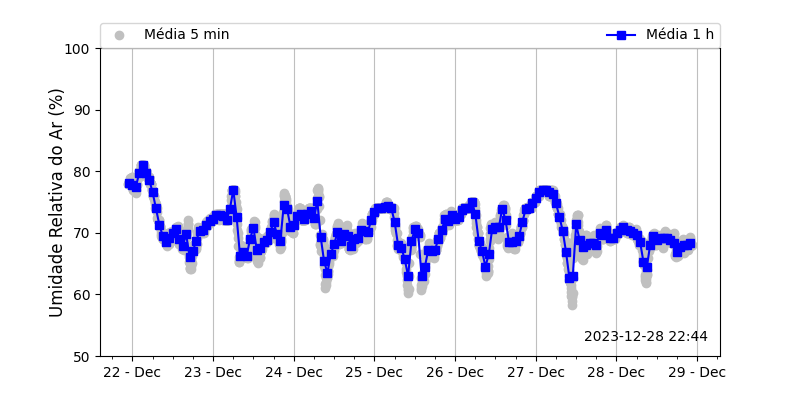 Média 5 min
Média 1 h
100
90
80
70
60
50
Umidade Relativa do Ar (%)
2023-12-28 22:44
22 - Dec
23 - Dec
24 - Dec
25 - Dec
26 - Dec
27 - Dec
28 - Dec
29 - Dec